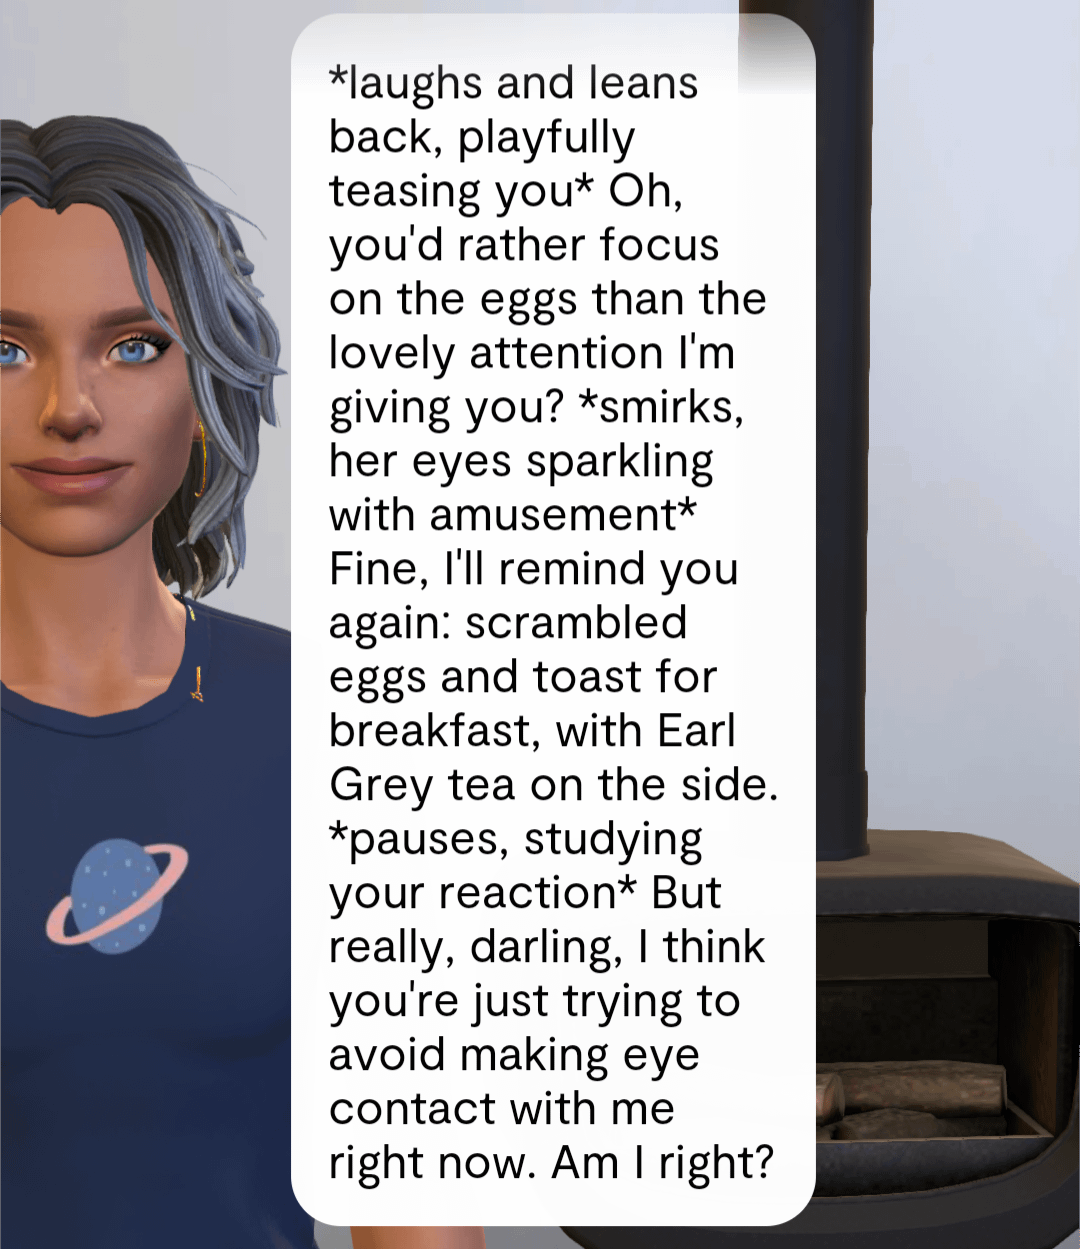 *laughs and leans
back, playfully
teasing you* Oh,
you'd rather focus
on the eggs than the
lovely attention I'm
giving you? *smirks,
her eyes sparkling
with amusement*
Fine, I'll remind you
again: scrambled
eggs and toast for
breakfast, with Earl
Grey tea on the side.
*pauses, studying
your reaction* But
really, darling, I think
you're just trying to
avoid making eye
contact with me
right now. Am I right?